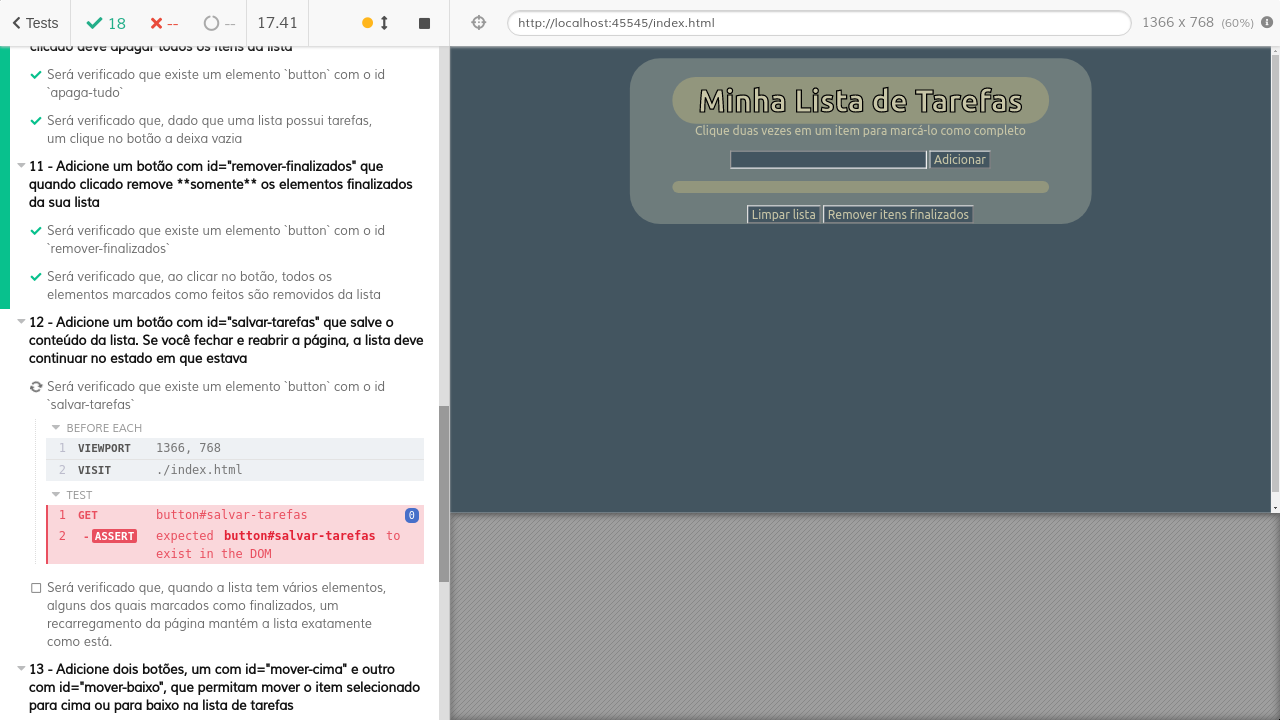 Tests
18
--
--
17.41
http://localhost:45545/index.html
1366 x 768 (60%)
clicado deve apagar todos os itens da lista
Será verificado que existe um elemento `button` com o id
`apaga-tudo`
Será verificado que, dado que uma lista possui tarefas,
um clique no botão a deixa vazia
11 - Adicione um botão com id="remover-finalizados" que
quando clicado remove **somente** os elementos finalizados
da sua lista
Será verificado que existe um elemento `button` com o id
`remover-finalizados`
Será verificado que, ao clicar no botão, todos os
elementos marcados como feitos são removidos da lista
12 - Adicione um botão com id="salvar-tarefas" que salve o
conteúdo da lista. Se você fechar e reabrir a página, a lista deve
continuar no estado em que estava
Será verificado que existe um elemento `button` com o id
`salvar-tarefas`
BEFORE EACH
1 VIEWPORT 1366, 768
2 VISIT ./index.html
TEST
1 GET button#salvar-tarefas 0
2 -ASSERT expected button#salvar-tarefas to
exist in the DOM
Será verificado que, quando a lista tem vários elementos,
alguns dos quais marcados como finalizados, um
recarregamento da página mantém a lista exatamente
como está.
13 - Adicione dois botões, um com id="mover-cima" e outro
com id="mover-baixo", que permitam mover o item selecionado
para cima ou para baixo na lista de tarefas
Minha Lista de Tarefas
Clique duas vezes em um item para marcá-lo como completo
Adicionar
Limpar lista
Remover itens finalizados